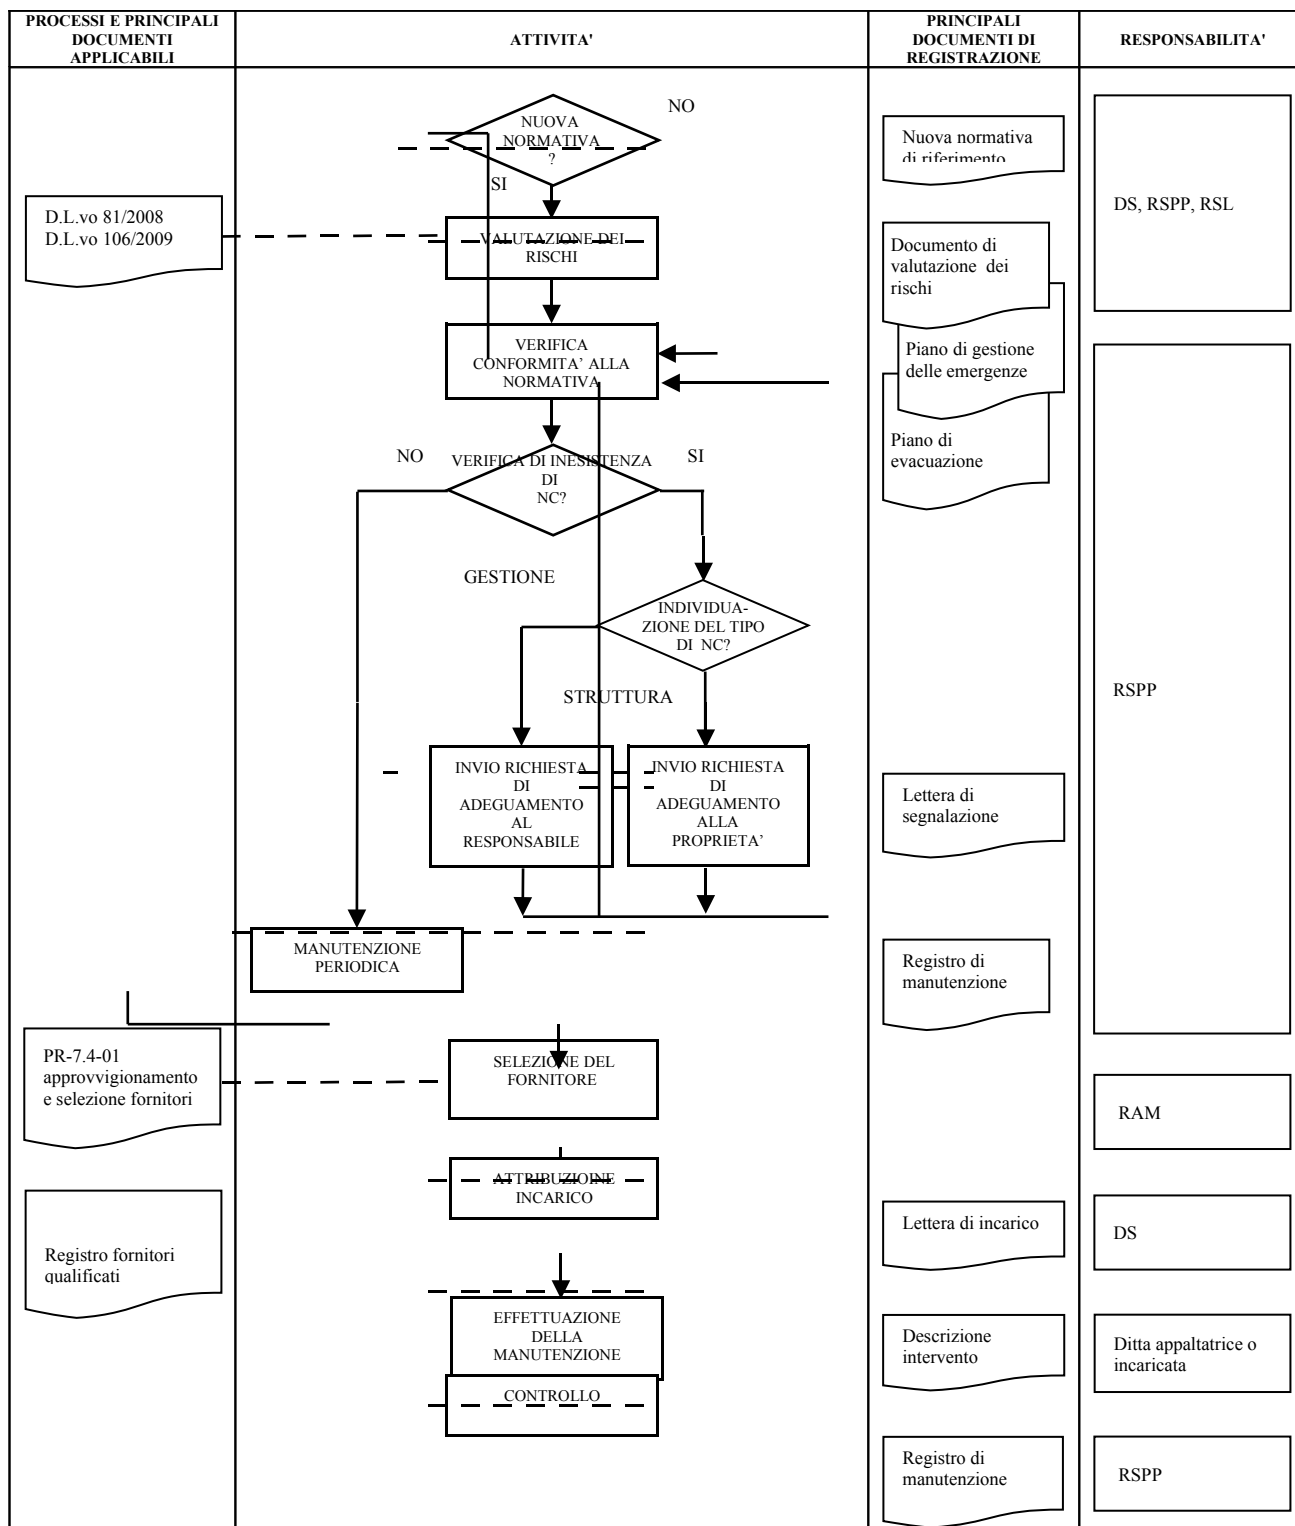 PROCESSI E PRINCIPALI
DOCUMENTI
APPLICABILI
ATTIVITA'
PRINCIPALI
DOCUMENTI DI
REGISTRAZIONE
RESPONSABILITA'
NO
NUOVA
NORMATIVA
?
SI
Nuova normativa
di riferimento
DS, RSPP, RSL
D.L.vo 81/2008
D.L.vo 106/2009
VALUTAZIONE DEI
RISCHI
Documento di
valutazione dei
rischi
VERIFICA
CONFORMITA' ALLA
NORMATIVA
Piano di gestione
delle emergenze
Piano di
evacuazione
NO
VERIFICA DI INESISTENZA
DI
NC?
SI
GESTIONE
INDIVIDUA-
ZIONE DEL TIPO
DI NC?
RSPP
STRUTTURA
INVIO RICHIESTA
DI
ADEGUAMENTO
AL
RESPONSABILE
INVIO RICHIESTA
DI
ADEGUAMENTO
ALLA
PROPRIETA'
Lettera di
segnalazione
MANUTENZIONE
PERIODICA
Registro di
manutenzione
PR-7.4-01
approvvigionamento
e selezione fornitori
SELEZIONE DEL
FORNITORE
RAM
ATTRIBUZIOINE
INCARICO
Registro fornitori
qualificati
Lettera di incarico
DS
EFFETTUAZIONE
DELLA
MANUTENZIONE
Descrizione
intervento
Ditta appaltatrice o
incaricata
CONTROLLO
Registro di
manutenzione
RSPP